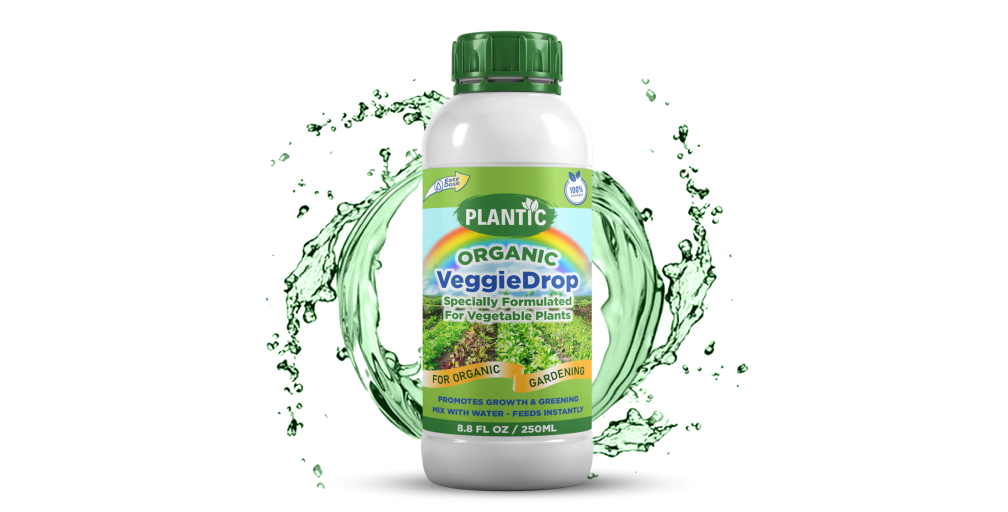 Easy
Dose
100%
ORGANIC
PLANTIC
ORGANIC
VeggieDrop
Specially Formulated
For Vegetable Plants
FOR ORGANIC GARDENING
PROMOTES GROWTH & GREENING
MIX WITH WATER - FEEDS INSTANTLY
8.8 FL OZ / 250ML